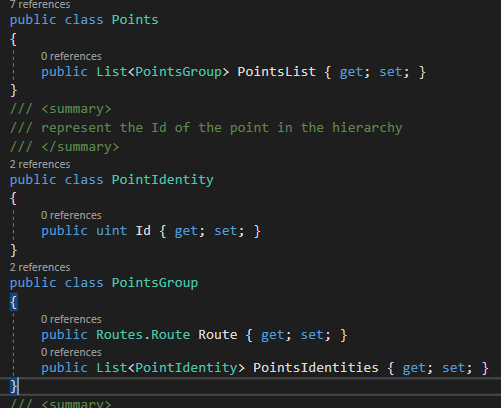 7 references
public class Points
{
0 references
public List<PointsGroup> PointsList { get; set; }
}
/// <summary>
/// represent the Id of the point in the hierarchy
/// </summary>
2 references
public class PointIdentity
{
0 references
public uint Id { get; set; }
}
2 references
public class PointsGroup
{
0 references
public Routes.Route Route { get; set; }
0 references
public List<PointIdentity> PointsIdentities { get; set; }
}
/// <summary>